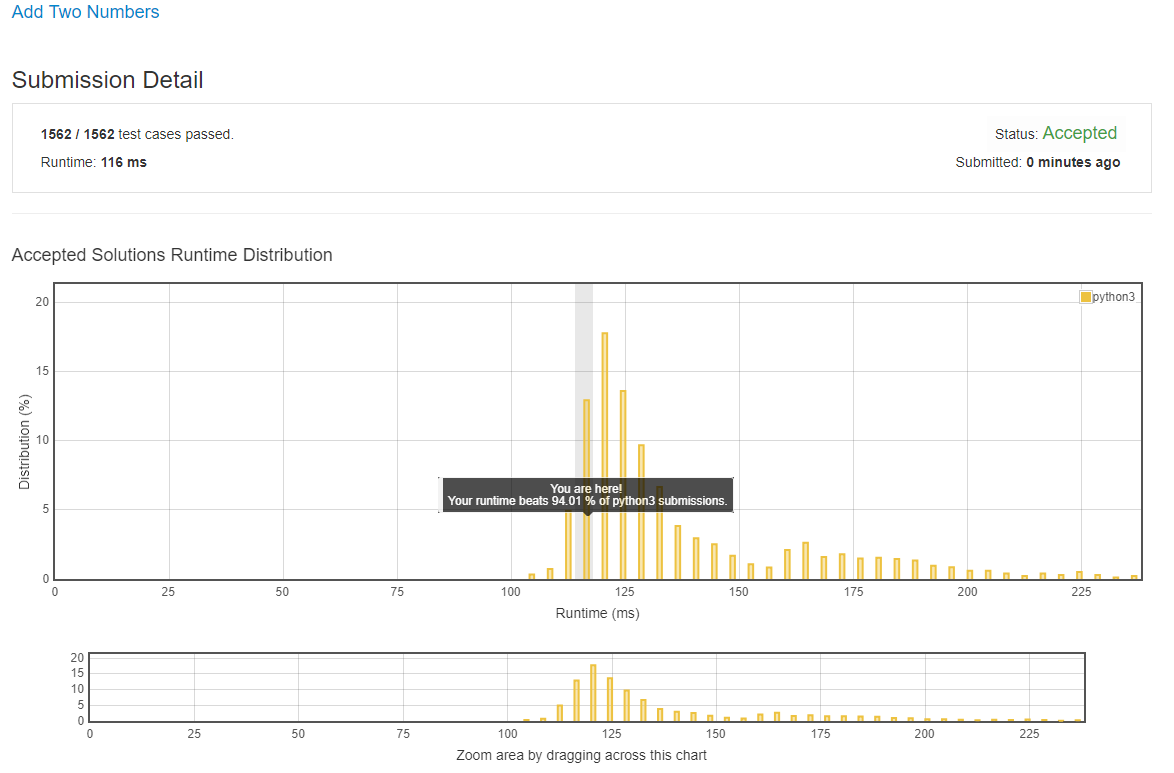 Add Two Numbers
Submission Detail
1562 / 1562 test cases passed.
Status: Accepted
Runtime: 116 ms
Submitted: 0 minutes ago
Accepted Solutions Runtime Distribution
python3
20
15
10
5
0
Distribution (%)
You are here!
Your runtime beats 94.01 % of python3 submissions.
0 25 50 75 100 125 150 175 200 225
Runtime (ms)
20
15
10
5
0
0 25 50 75 100 125 150 175 200 225
Zoom area by dragging across this chart